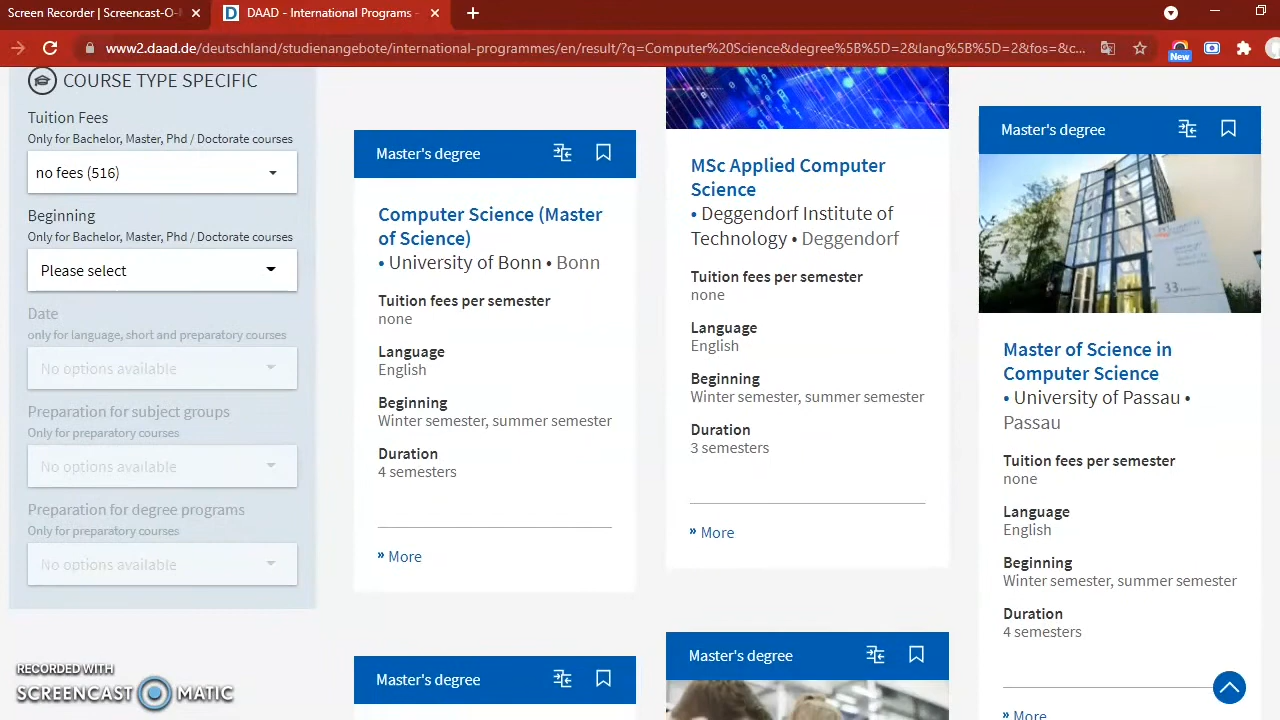 Screen Recorder | Screencast-O-
DAAD - International Programes -
www2.daad.de/deutschland/studienangebote/international-programmes/en/result/?q=Computer%20Science&degree%5B%5D=2&lang%5B%5D=2&fos=&c...
New
COURSE TYPE SPECIFIC
Tuition Fees
Only for Bachelor, Master, Phd / Doctorate courses
no fees (516)
Beginning
Only for Bachelor, Master, Phd / Doctorate courses
Please select
Date
only for language, short and preparatory courses
No options available
Preparation for subject groups
Only for preparatory courses
No options available
Preparation for degree programs
Only for preparatory courses
No options available
RECORDED WITH
SCREENCAST MATIC
Master's degree
Computer Science (Master
of Science)
• University of Bonn • Bonn
Tuition fees per semester
none
Language
English
Beginning
Winter semester, summer semester
Duration
4 semesters
» More
Master's degree
MSc Applied Computer
Science
• Deggendorf Institute of
Technology • Deggendorf
Tuition fees per semester
none
Language
English
Beginning
Winter semester, summer semester
Duration
3 semesters
» More
Master's degree
Master's degree
33
Master of Science in
Computer Science
• University of Passau •
Passau
Tuition fees per semester
none
Language
English
Beginning
Winter semester, summer semester
Duration
4 semesters
» More